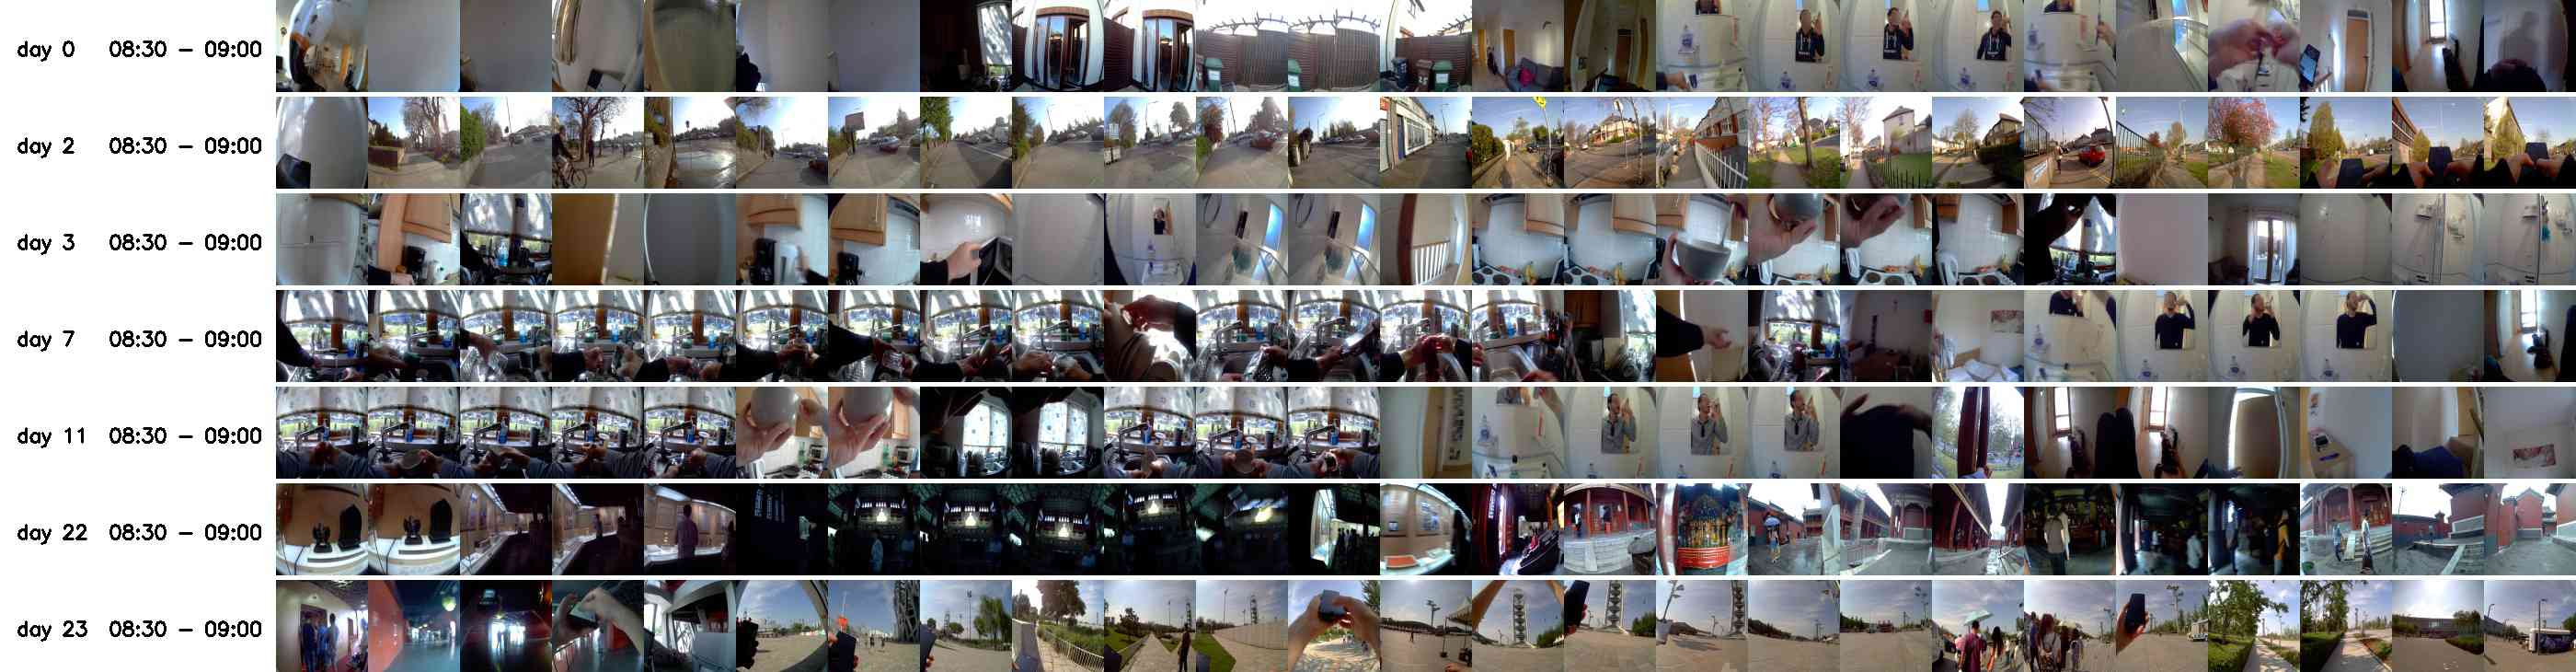 day 0 08:30 - 09:00
day 2 08:30 - 09:00
day 3 08:30 - 09:00
day 7 08:30 - 09:00
day 11 08:30 - 09:00
day 22 08:30 - 09:00
day 23 08:30 - 09:00